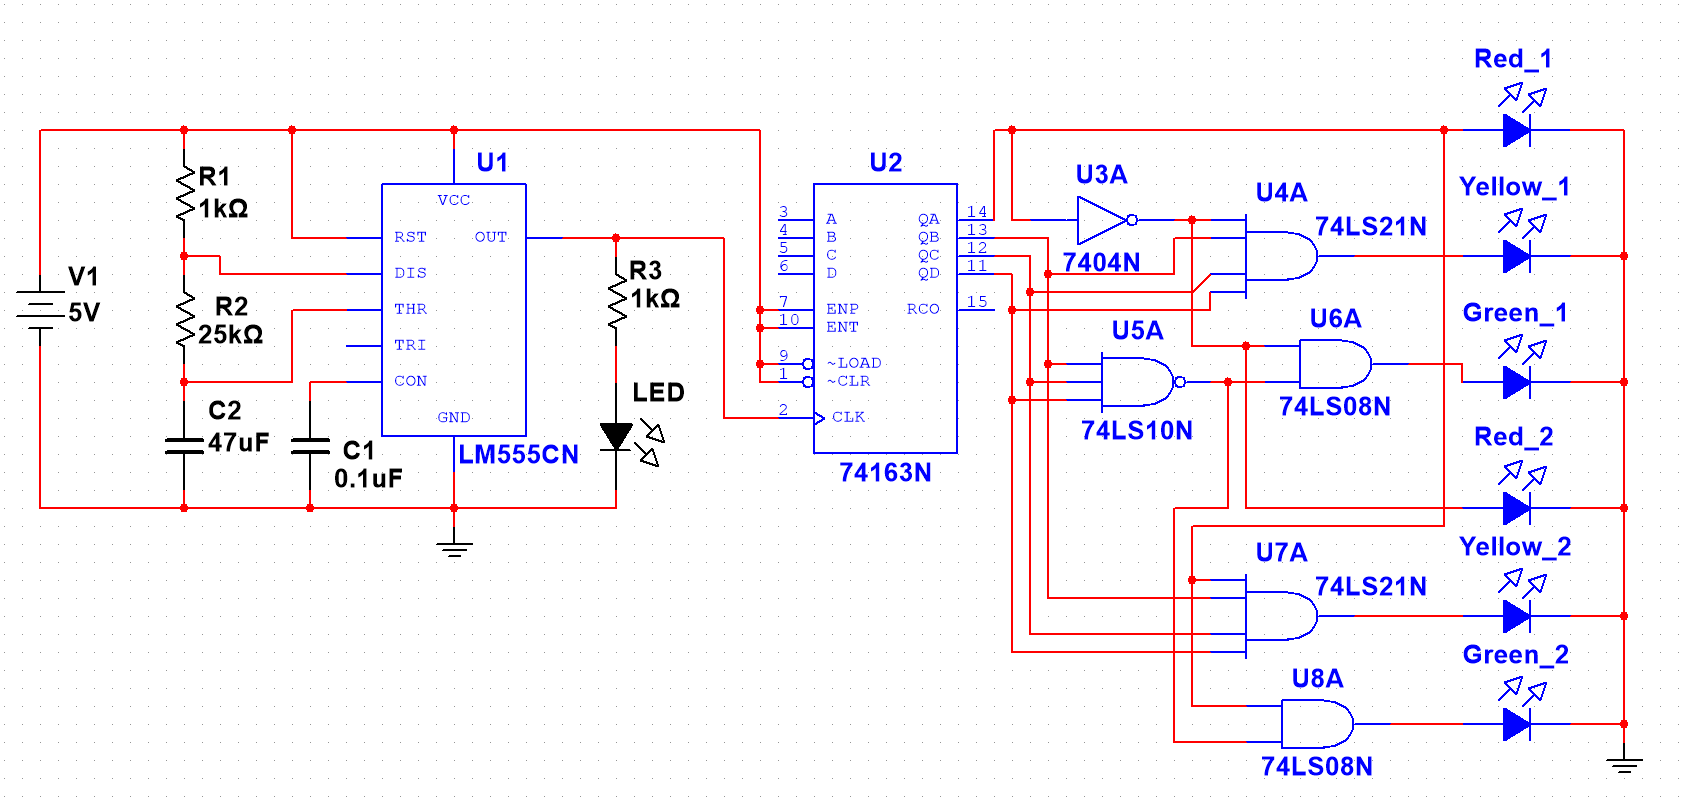 V1
5V
R1
1kΩ
R2
25kΩ
C2
47uF
C1
0.1uF
U1
VCC
RST
OUT
DIS
THR
TRI
CON
GND
LM555CN
R3
1kΩ
LED
U2
3 A QA 14
4 B QB 13
5 C QC 12
6 D QD 11
7 ENP RCO 15
10 ENT
9 ~LOAD
1 ~CLR
2 CLK
74163N
U3A
7404N
U4A
74LS21N
U5A
74LS10N
U6A
74LS08N
U7A
74LS21N
U8A
74LS08N
Red_1
Yellow_1
Green_1
Red_2
Yellow_2
Green_2